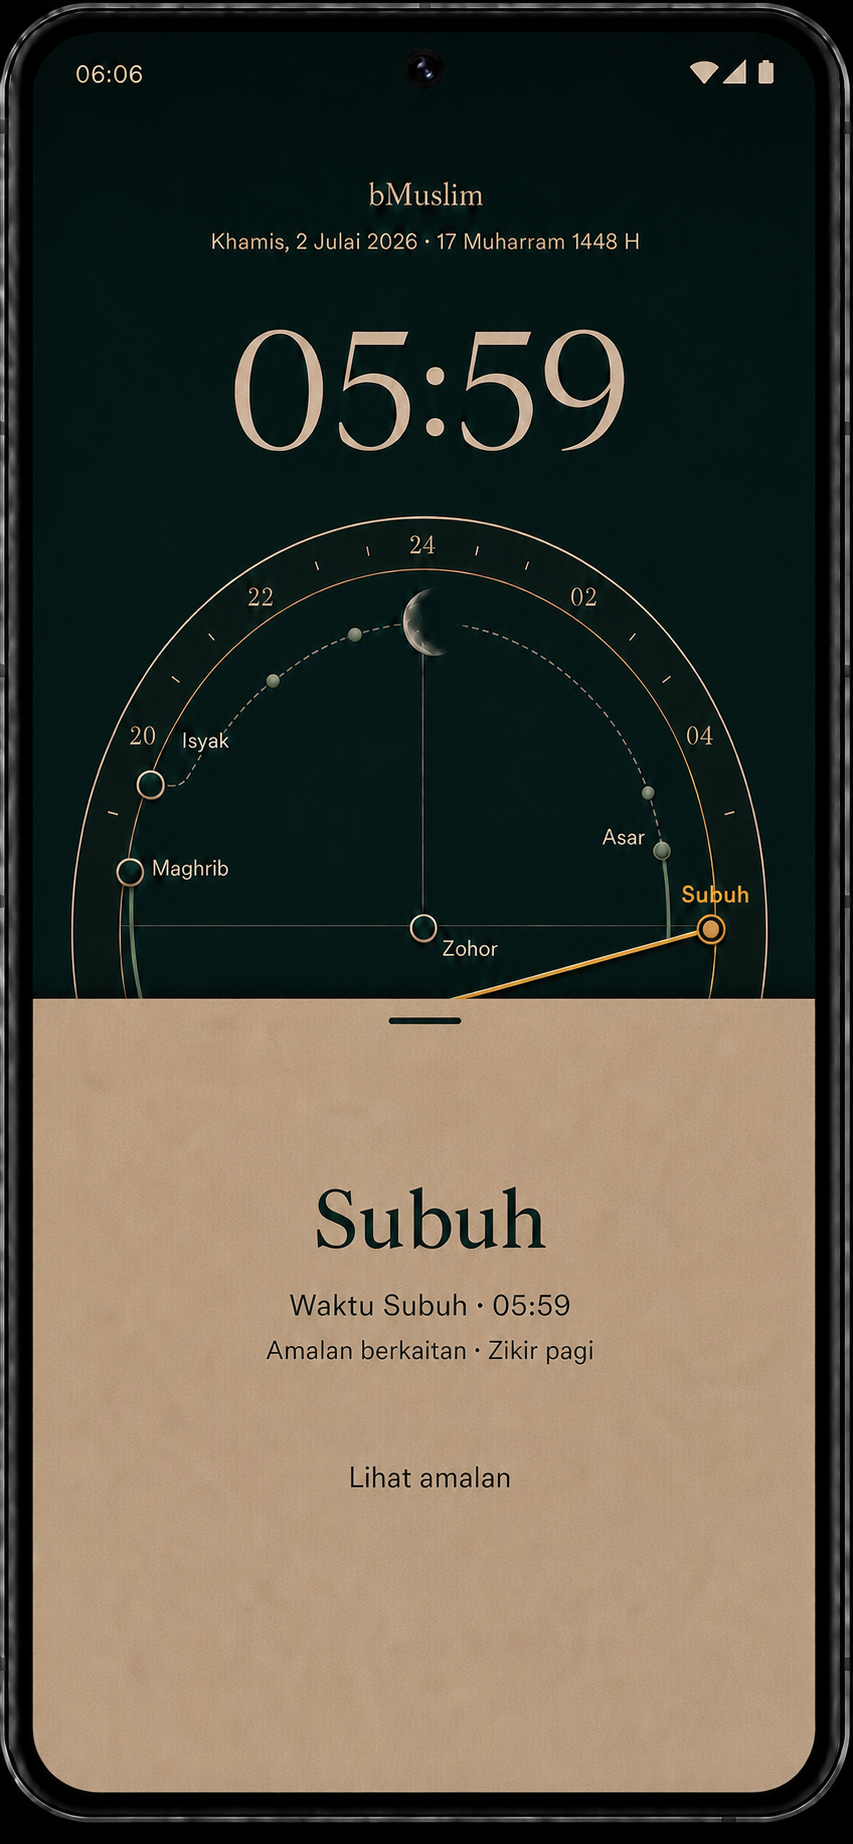 06:06
bMuslim
Khamis, 2 Julai 2026 • 17 Muharram 1448 H
05:59
24
22
02
20
Isyak
04
Asar
Maghrib
Subuh
Zohor
Subuh
Waktu Subuh • 05:59
Amalan berkaitan • Zikir pagi
Lihat amalan